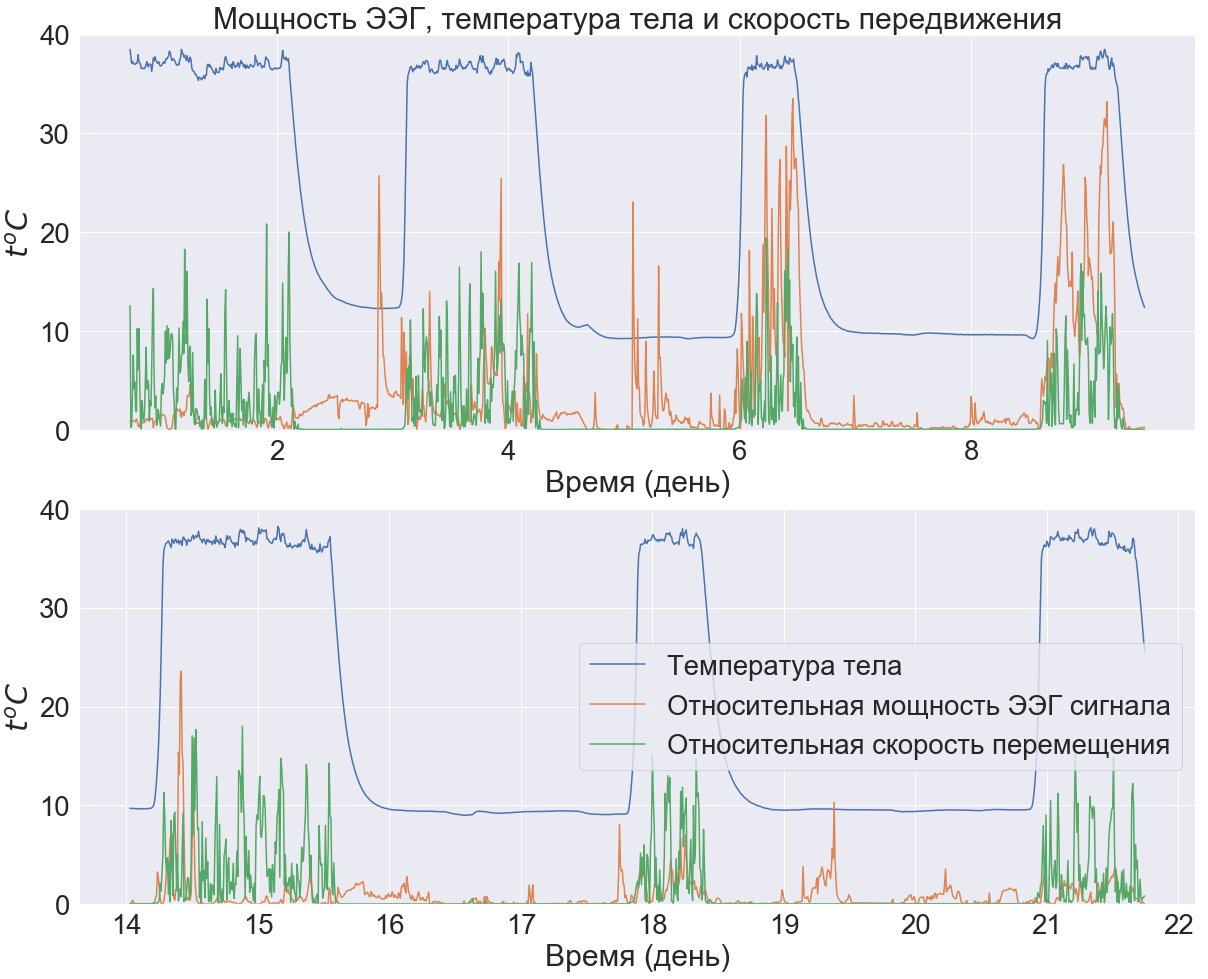 Мощность ЭЭГ, температура тела и скорость передвижения
40
30
20
10
0
t°C
2 4 6 8
Время (день)
40
30
20
10
0
t°C
Температура тела
Относительная мощность ЭЭГ сигнала
Относительная скорость перемещения
14 15 16 17 18 19 20 21 22
Время (день)